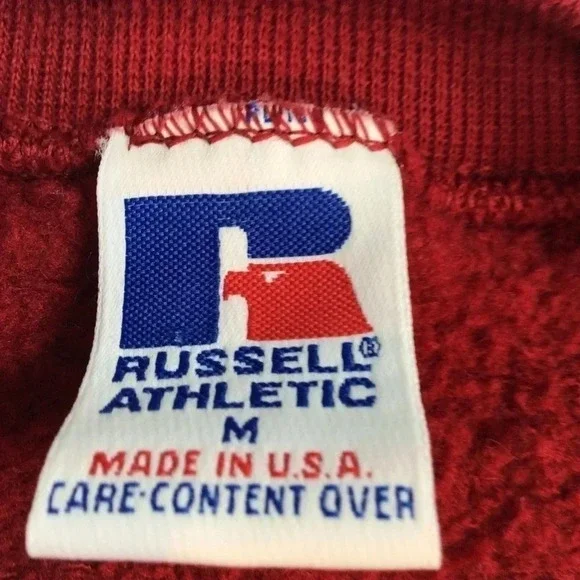 RUSSELL®
ATHLETIC
M
MADE IN U.S.A.
CARE-CONTENT OVER